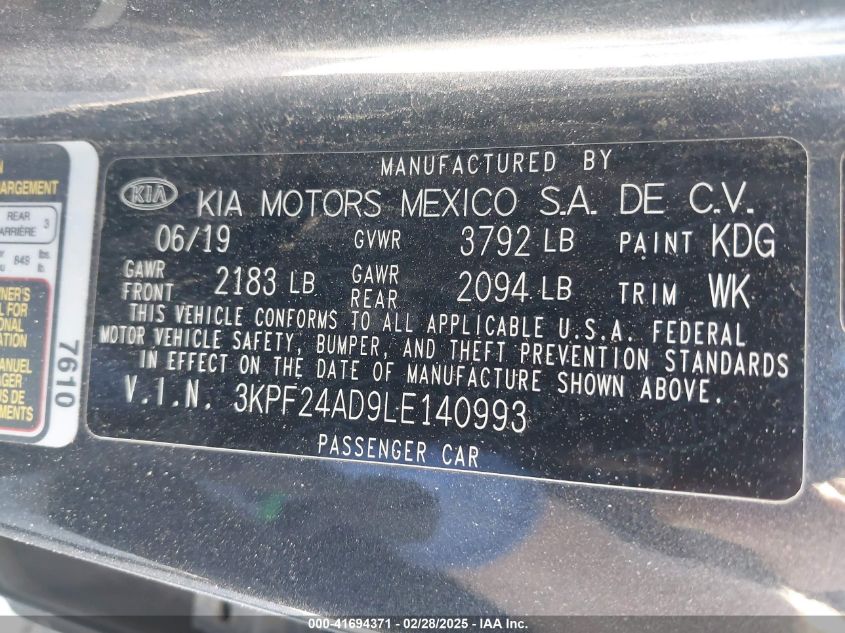 MANUFACTURED BY
KIA
KIA MOTORS MEXICO S.A. DE C.V.
06/19 GVWR 3792 LB PAINT KDG
GAWR FRONT 2183 LB GAWR REAR 2094 LB TRIM WK
THIS VEHICLE CONFORMS TO ALL APPLICABLE U.S.A. FEDERAL
MOTOR VEHICLE SAFETY, BUMPER, AND THEFT PREVENTION STANDARDS
IN EFFECT ON THE DATE OF MANUFACTURE SHOWN ABOVE.
V.I.N. 3KPF24AD9LE140993
PASSENGER CAR
REAR 3
849 lbs.
7610
000-41694371 - 02/28/2025 - IAA Inc.